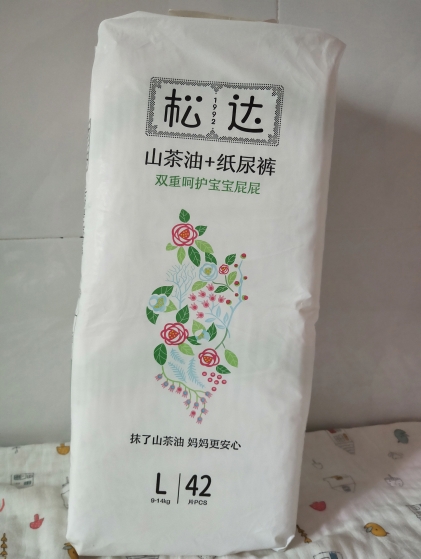 松 1992 达
山茶油+纸尿裤
双重呵护宝宝屁屁
抹了山茶油 妈妈更安心
L 42
9-14kg 片PCS